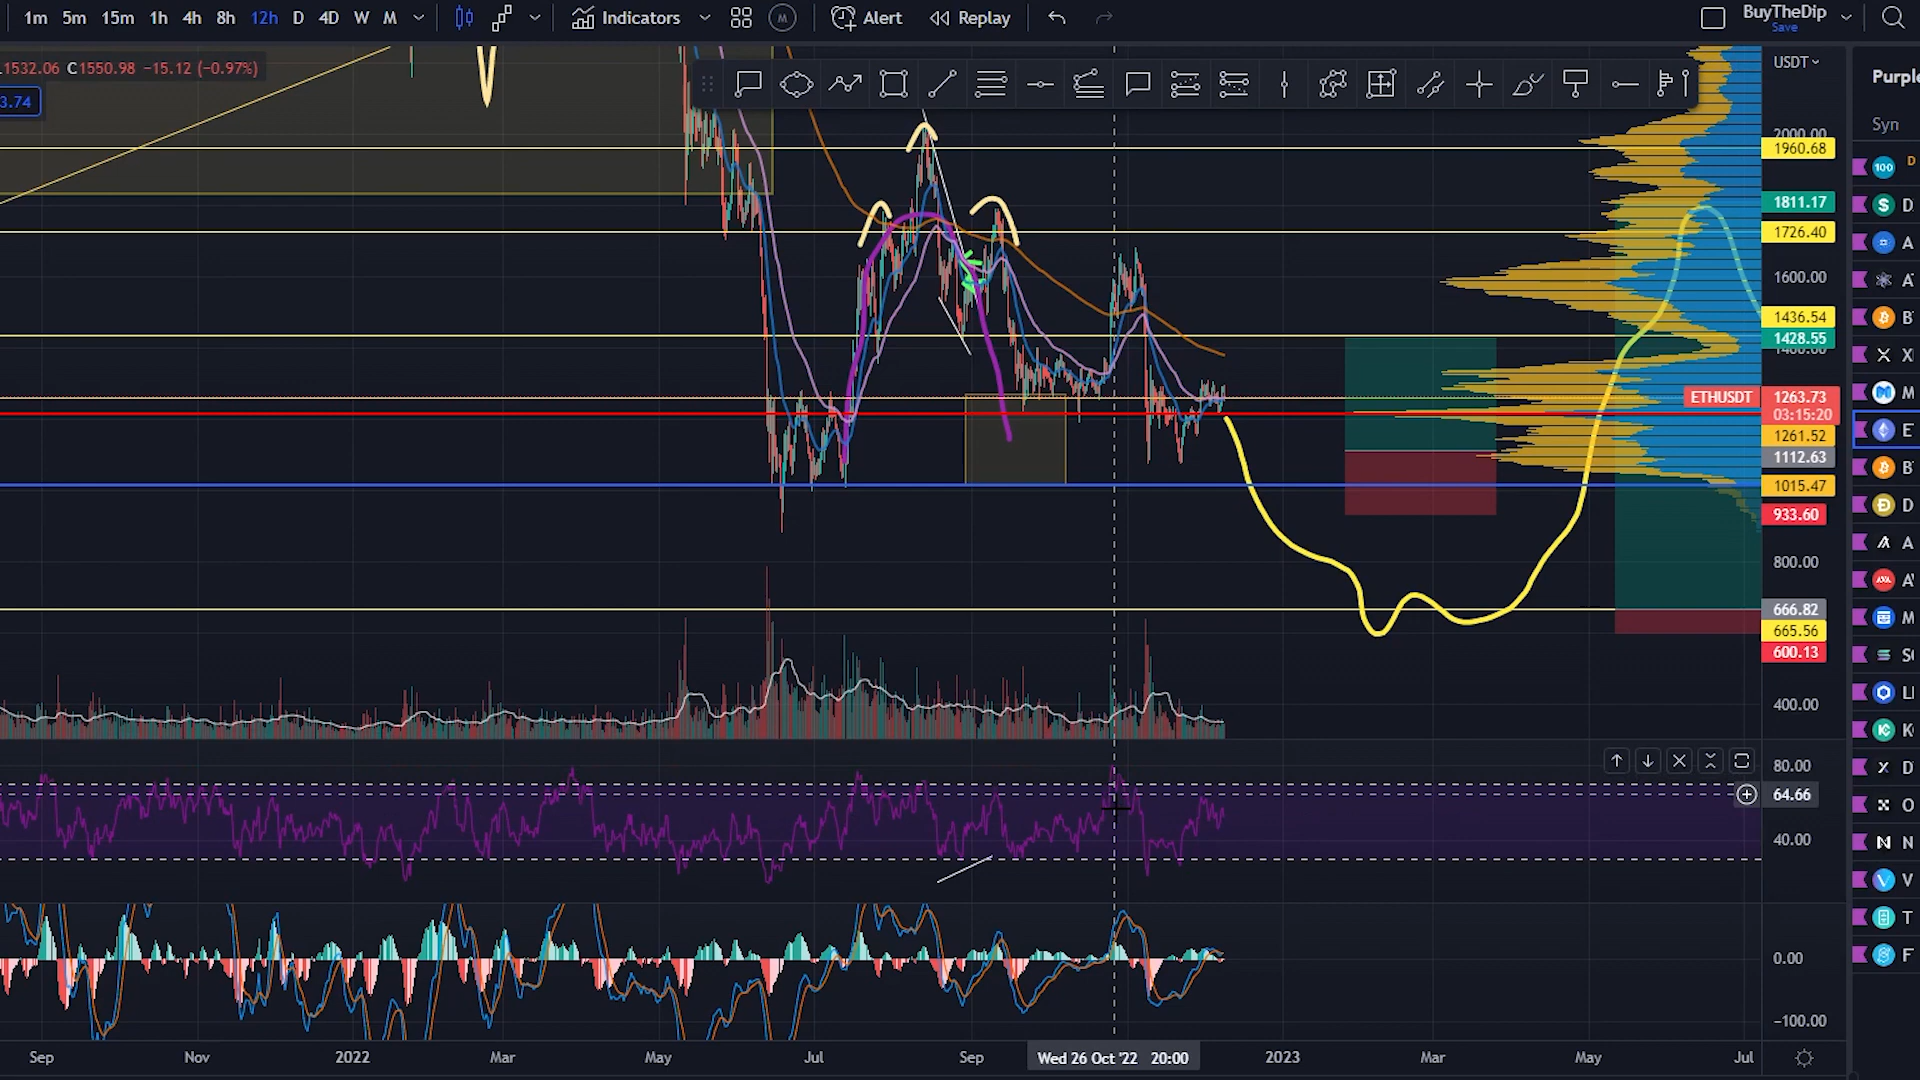 1m 5m 15m 1h 4h 8h 12h D 4D W M Indicators M Alert Replay BuyTheDip
Save
1532.06 C1550.98 −15.12 (−0.97%)
3.74
USDT
Purple
Syn
2000.00
1960.68
1811.17
1726.40
1600.00
1436.54
1428.55
1400.00
ETHUSDT 1263.73
03:15:20
1261.52
1112.63
1015.47
933.60
800.00
666.82
665.56
600.13
400.00
80.00
64.66
40.00
0.00
−100.00
100 D
D
A
A
B
X
M
E
B
D
A
A
M
S
L
K
D
O
N
V
T
F
Sep Nov 2022 Mar May Jul Sep Wed 26 Oct '22 20:00 2023 Mar May Jul